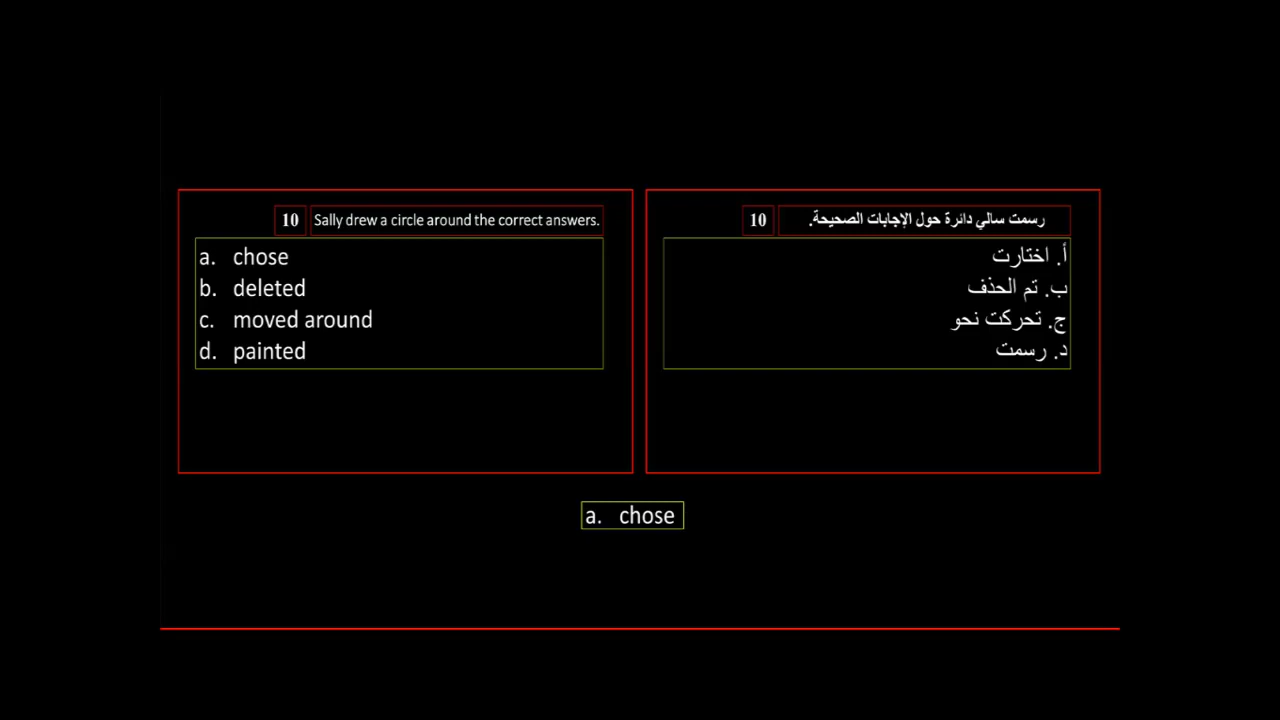 10 Sally drew a circle around the correct answers.
a. chose
b. deleted
c. moved around
d. painted
10 رسمت سالي دائرة حول الإجابات الصحيحة.
أ. اختارت
ب. تم الحذف
ج. تحركت نحو
د. رسمت
a. chose